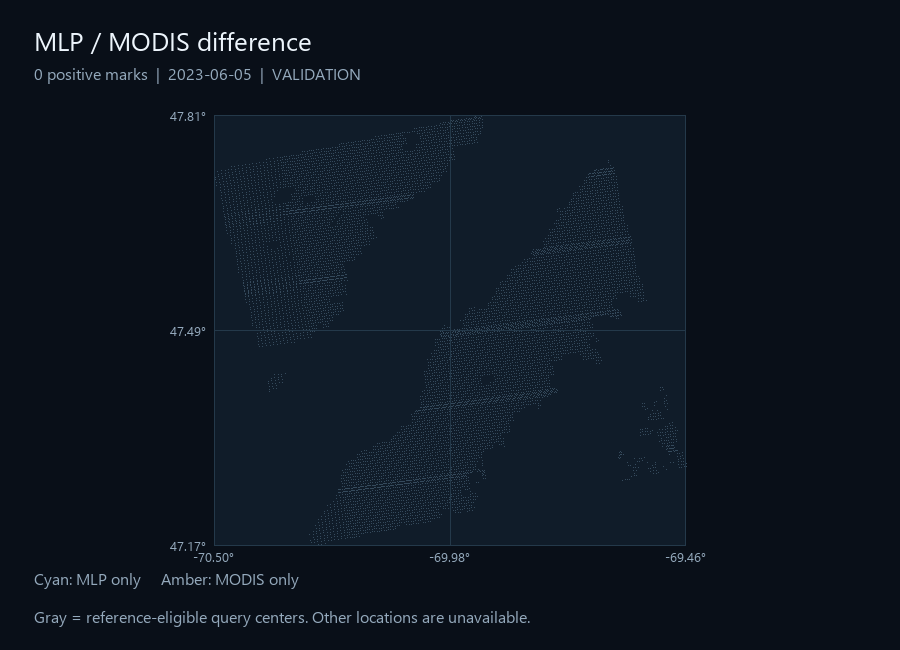 MLP / MODIS difference
0 positive marks | 2023-06-05 | VALIDATION
47.81°
47.49°
47.17°
-70.50° -69.98° -69.46°
Cyan: MLP only Amber: MODIS only
Gray = reference-eligible query centers. Other locations are unavailable.